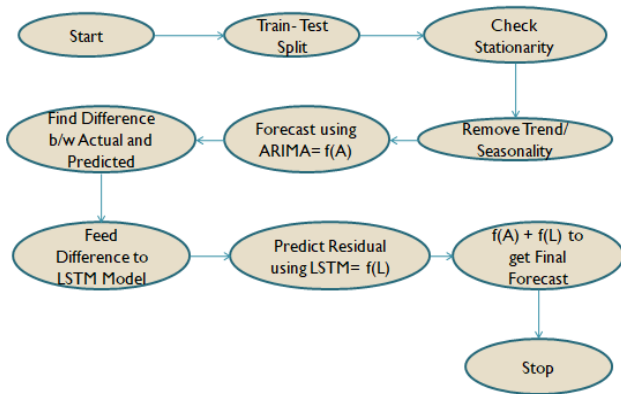 Start
Train- Test
Split
Check
Stationarity
Remove Trend/
Seasonality
Forecast using
ARIMA= f(A)
Find Difference
b/w Actual and
Predicted
Feed
Difference to
LSTM Model
Predict Residual
using LSTM= f(L)
f(A) + f(L) to
get Final
Forecast
Stop